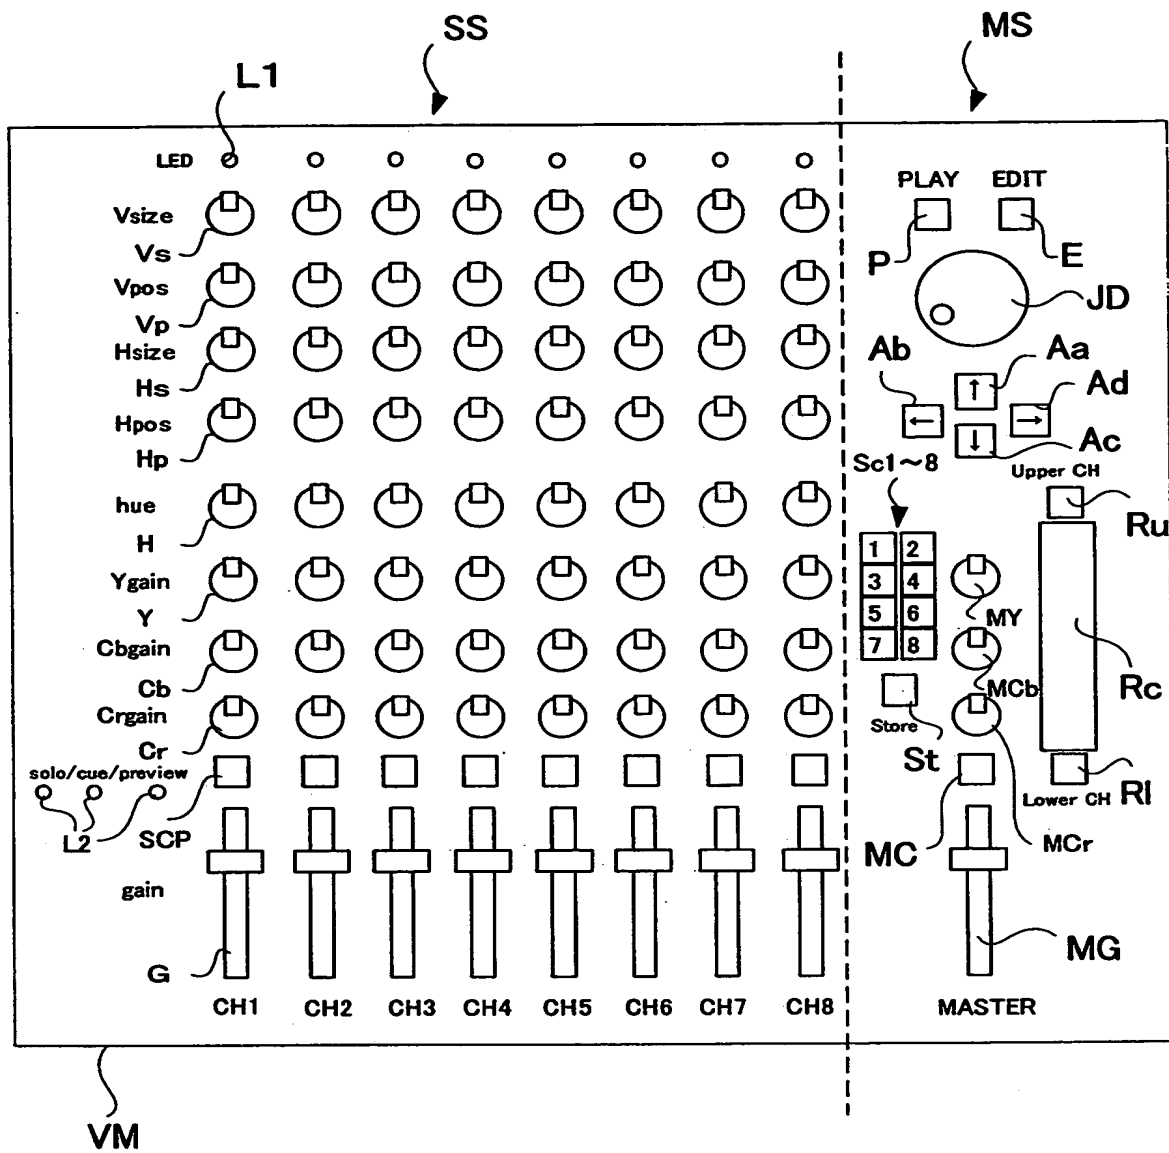 SS
MS
L1
LED
PLAY EDIT
Vsize
Vs
P
E
Vpos
JD
Vp
Hsize
Ab
Aa
Hs
Ad
Hpos
↑
← →
↓
Ac
Hp
Sc1～8
Upper CH
hue
Ru
H
1 2
Ygain
3 4
Y
5 6
MY
Cbgain
7 8
Cb
MCb
Rc
Crgain
Store
Cr
St
solo/cue/preview
Lower CH
Rl
L2
SCP
MC
MCr
gain
G
MG
CH1 CH2 CH3 CH4 CH5 CH6 CH7 CH8 MASTER
VM